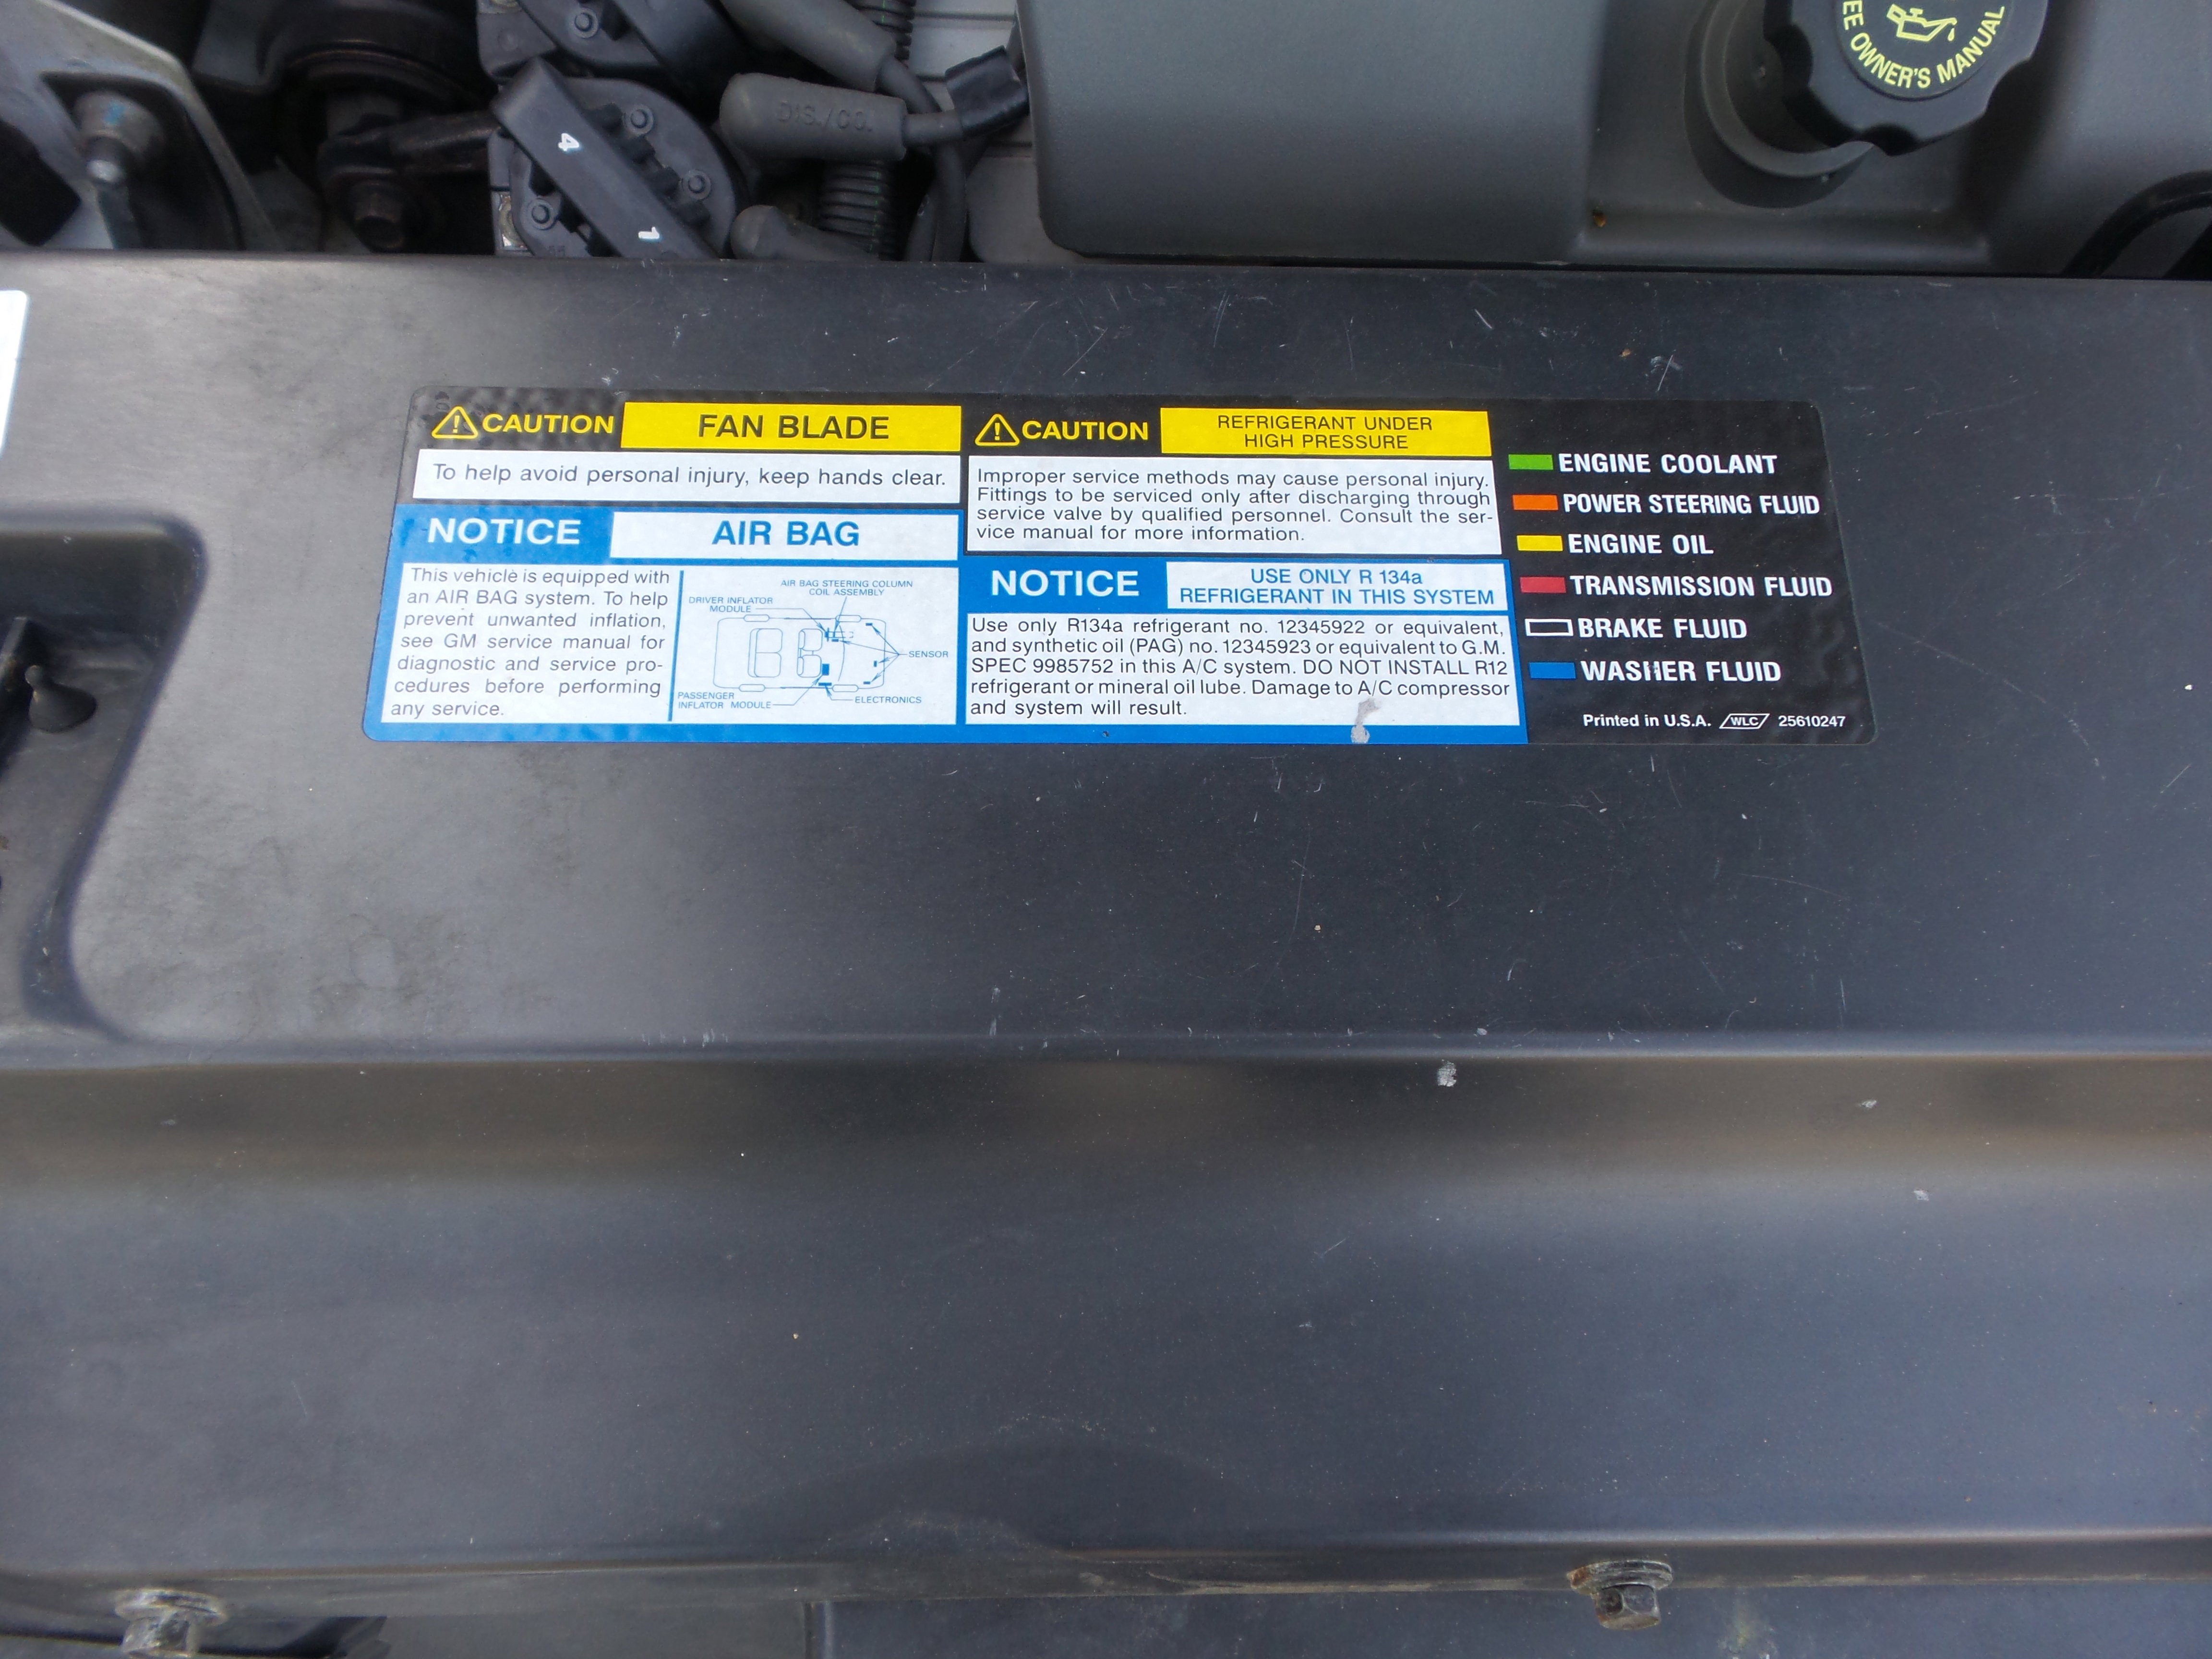 EE OWNER'S MANUAL
DIS./CO.
4
1
CAUTION FAN BLADE
To help avoid personal injury, keep hands clear.
NOTICE AIR BAG
This vehicle is equipped with
an AIR BAG system. To help
prevent unwanted inflation,
see GM service manual for
diagnostic and service pro-
cedures before performing
any service.
AIR BAG STEERING COLUMN
COIL ASSEMBLY
DRIVER INFLATOR
MODULE
SENSOR
PASSENGER
INFLATOR MODULE
ELECTRONICS
CAUTION REFRIGERANT UNDER
HIGH PRESSURE
Improper service methods may cause personal injury.
Fittings to be serviced only after discharging through
service valve by qualified personnel. Consult the ser-
vice manual for more information.
NOTICE USE ONLY R 134a
REFRIGERANT IN THIS SYSTEM
Use only R134a refrigerant no. 12345922 or equivalent,
and synthetic oil (PAG) no. 12345923 or equivalent to G.M.
SPEC 9985752 in this A/C system. DO NOT INSTALL R12
refrigerant or mineral oil lube. Damage to A/C compressor
and system will result.
ENGINE COOLANT
POWER STEERING FLUID
ENGINE OIL
TRANSMISSION FLUID
BRAKE FLUID
WASHER FLUID
Printed in U.S.A. WLC 25610247